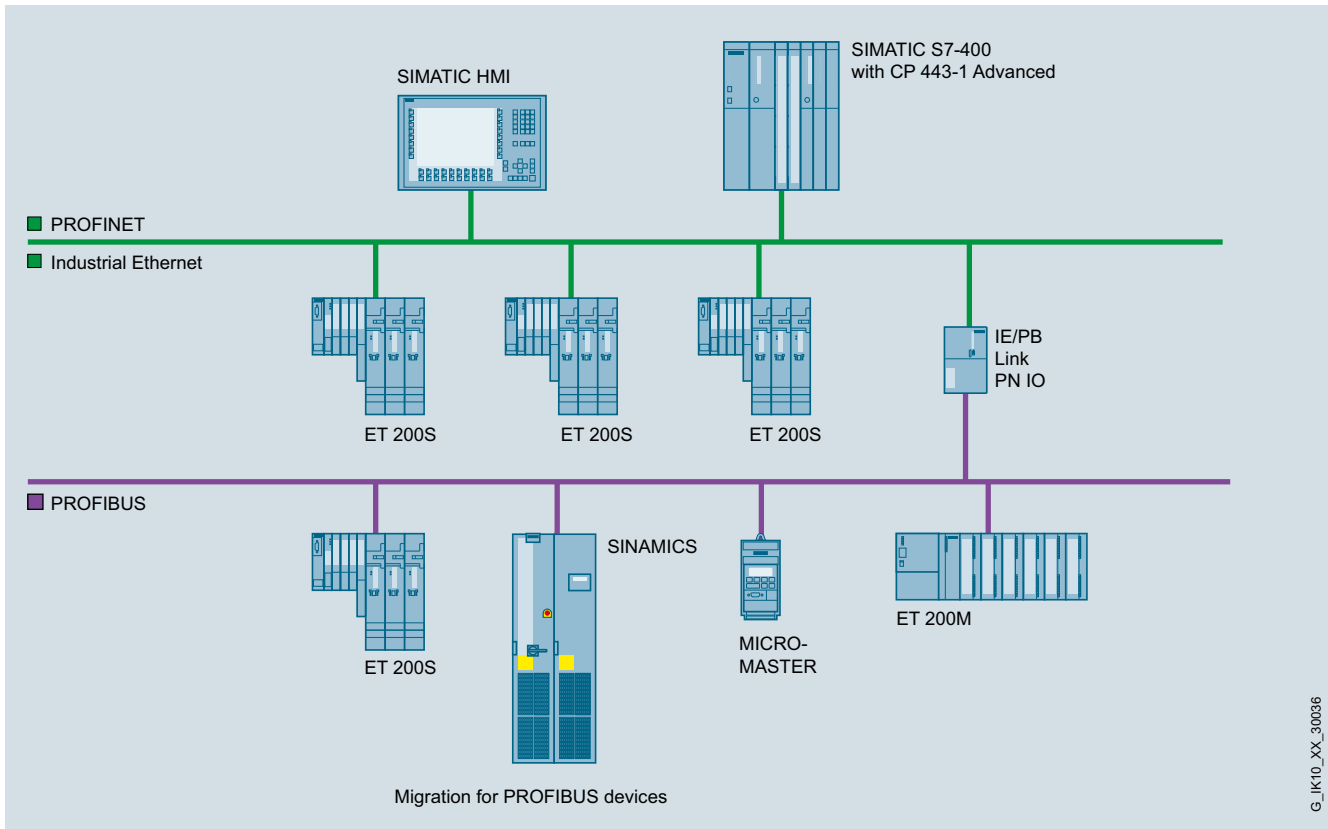 SIMATIC HMI
SIMATIC S7-400
with CP 443-1 Advanced
PROFINET
Industrial Ethernet
IE/PB
Link
PN IO
ET 200S
ET 200S
ET 200S
PROFIBUS
SINAMICS
ET 200S
MICRO-
MASTER
ET 200M
Migration for PROFIBUS devices
G_IK10_XX_30036